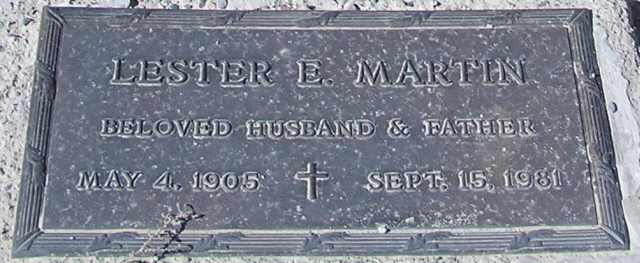 LESTER E. MARTIN
BELOVED HUSBAND & FATHER
MAY 4, 1905 SEPT. 15, 1981